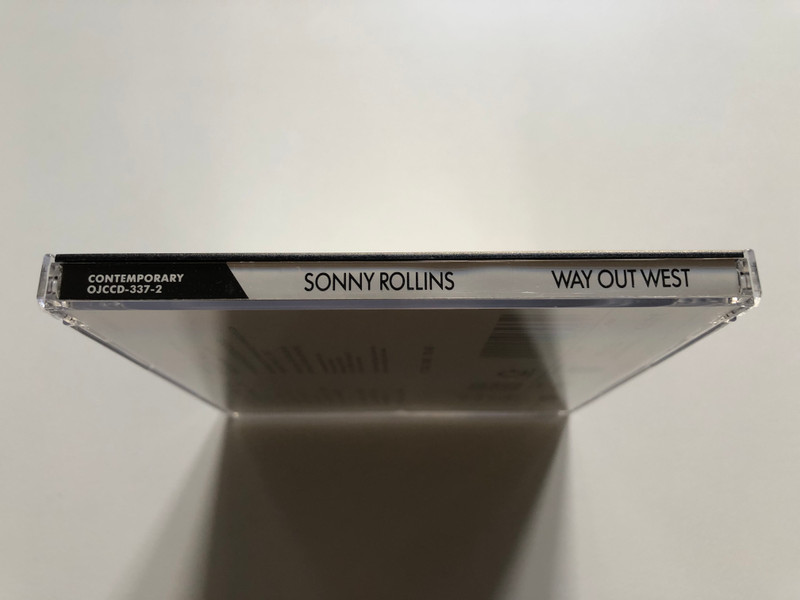 CONTEMPORARY
OJCCD-337-2
SONNY ROLLINS
WAY OUT WEST